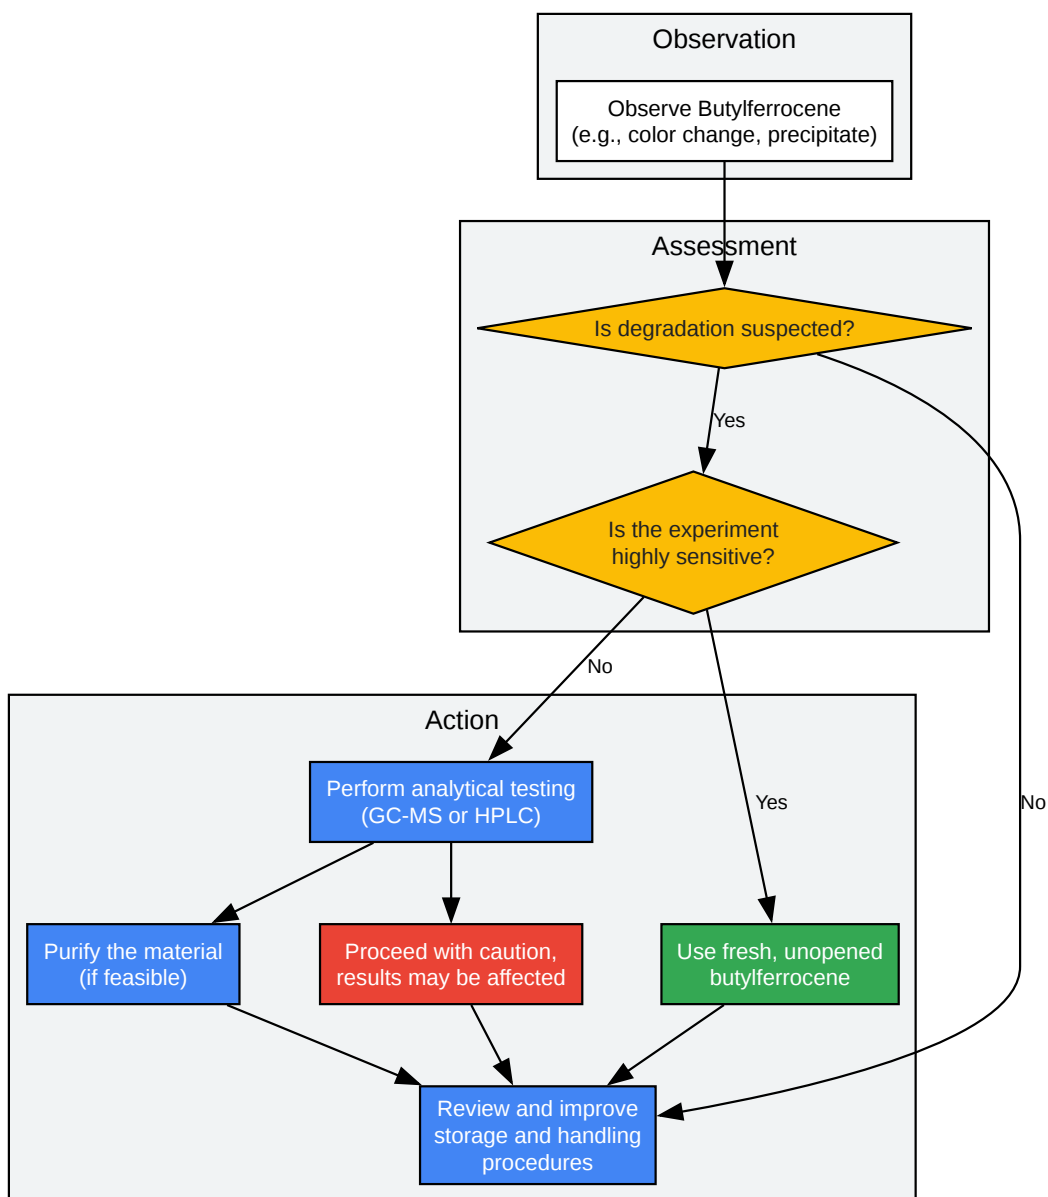 Observation
Observe Butylferrocene
(e.g., color change, precipitate)
Assessment
Is degradation suspected?
Yes
Is the experiment
highly sensitive?
No
Action
Perform analytical testing
(GC-MS or HPLC)
Yes
No
Purify the material
(if feasible)
Proceed with caution,
results may be affected
Use fresh, unopened
butylferrocene
Review and improve
storage and handling
procedures